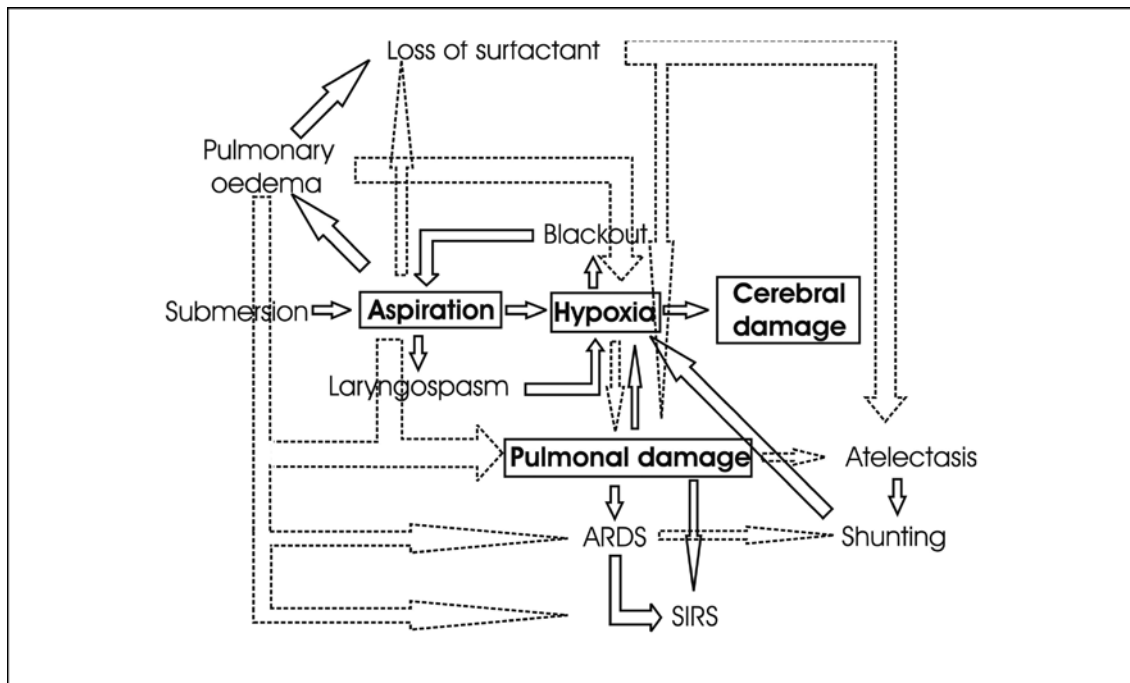 Loss of surfactant
Pulmonary
oedema
Blackout
Submersion
Aspiration
Hypoxia
Cerebral
damage
Laryngospasm
Pulmonal damage
Atelectasis
ARDS
Shunting
SIRS